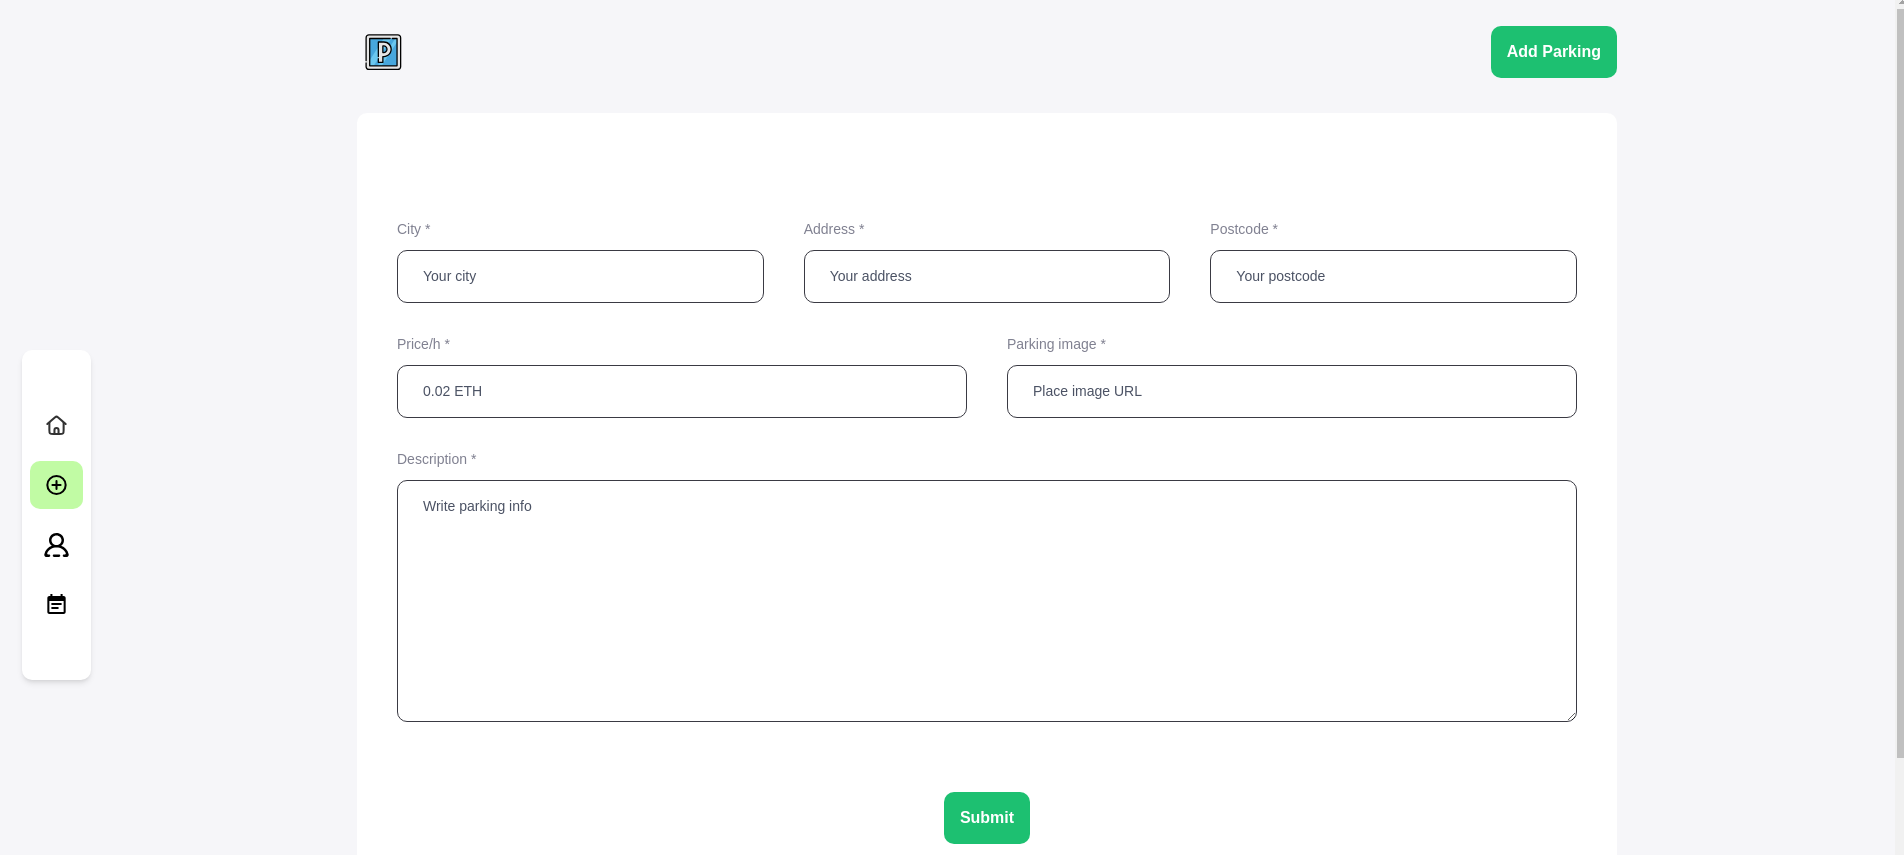 P
Add Parking
City *
Address *
Postcode *
Your city
Your address
Your postcode
Price/h *
Parking image *
0.02 ETH
Place image URL
Description *
Write parking info
Submit